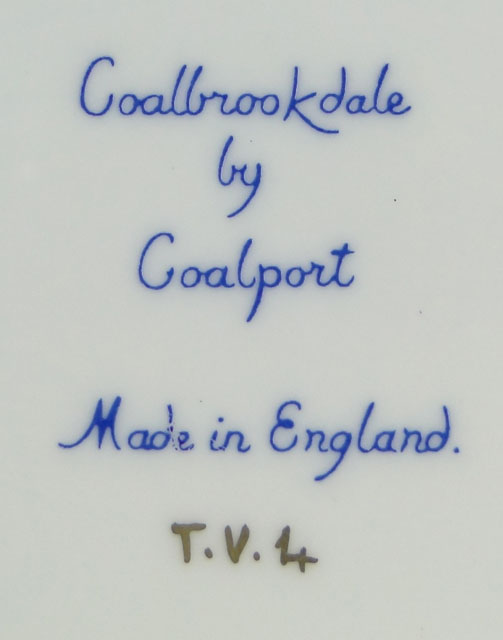 Coalbrookdale
by
Coalport
Made in England.
T.V.4